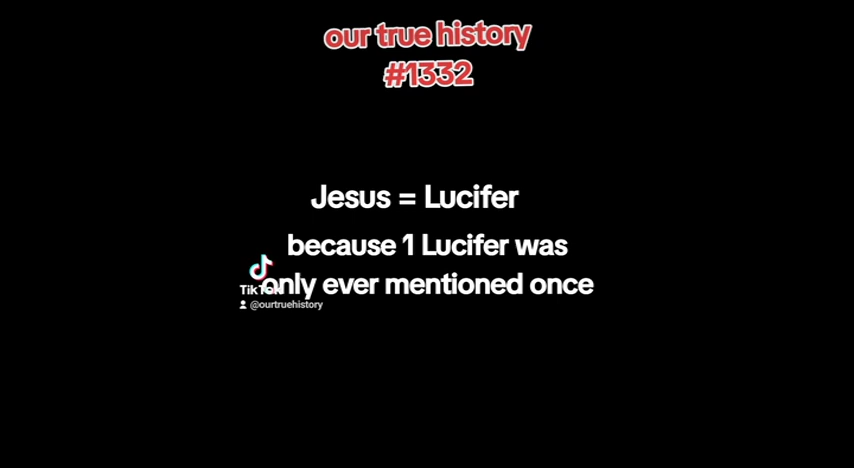 our true history
#1332
Jesus = Lucifer
because 1 Lucifer was
only ever mentioned once
TikTok
@ourtruehistory